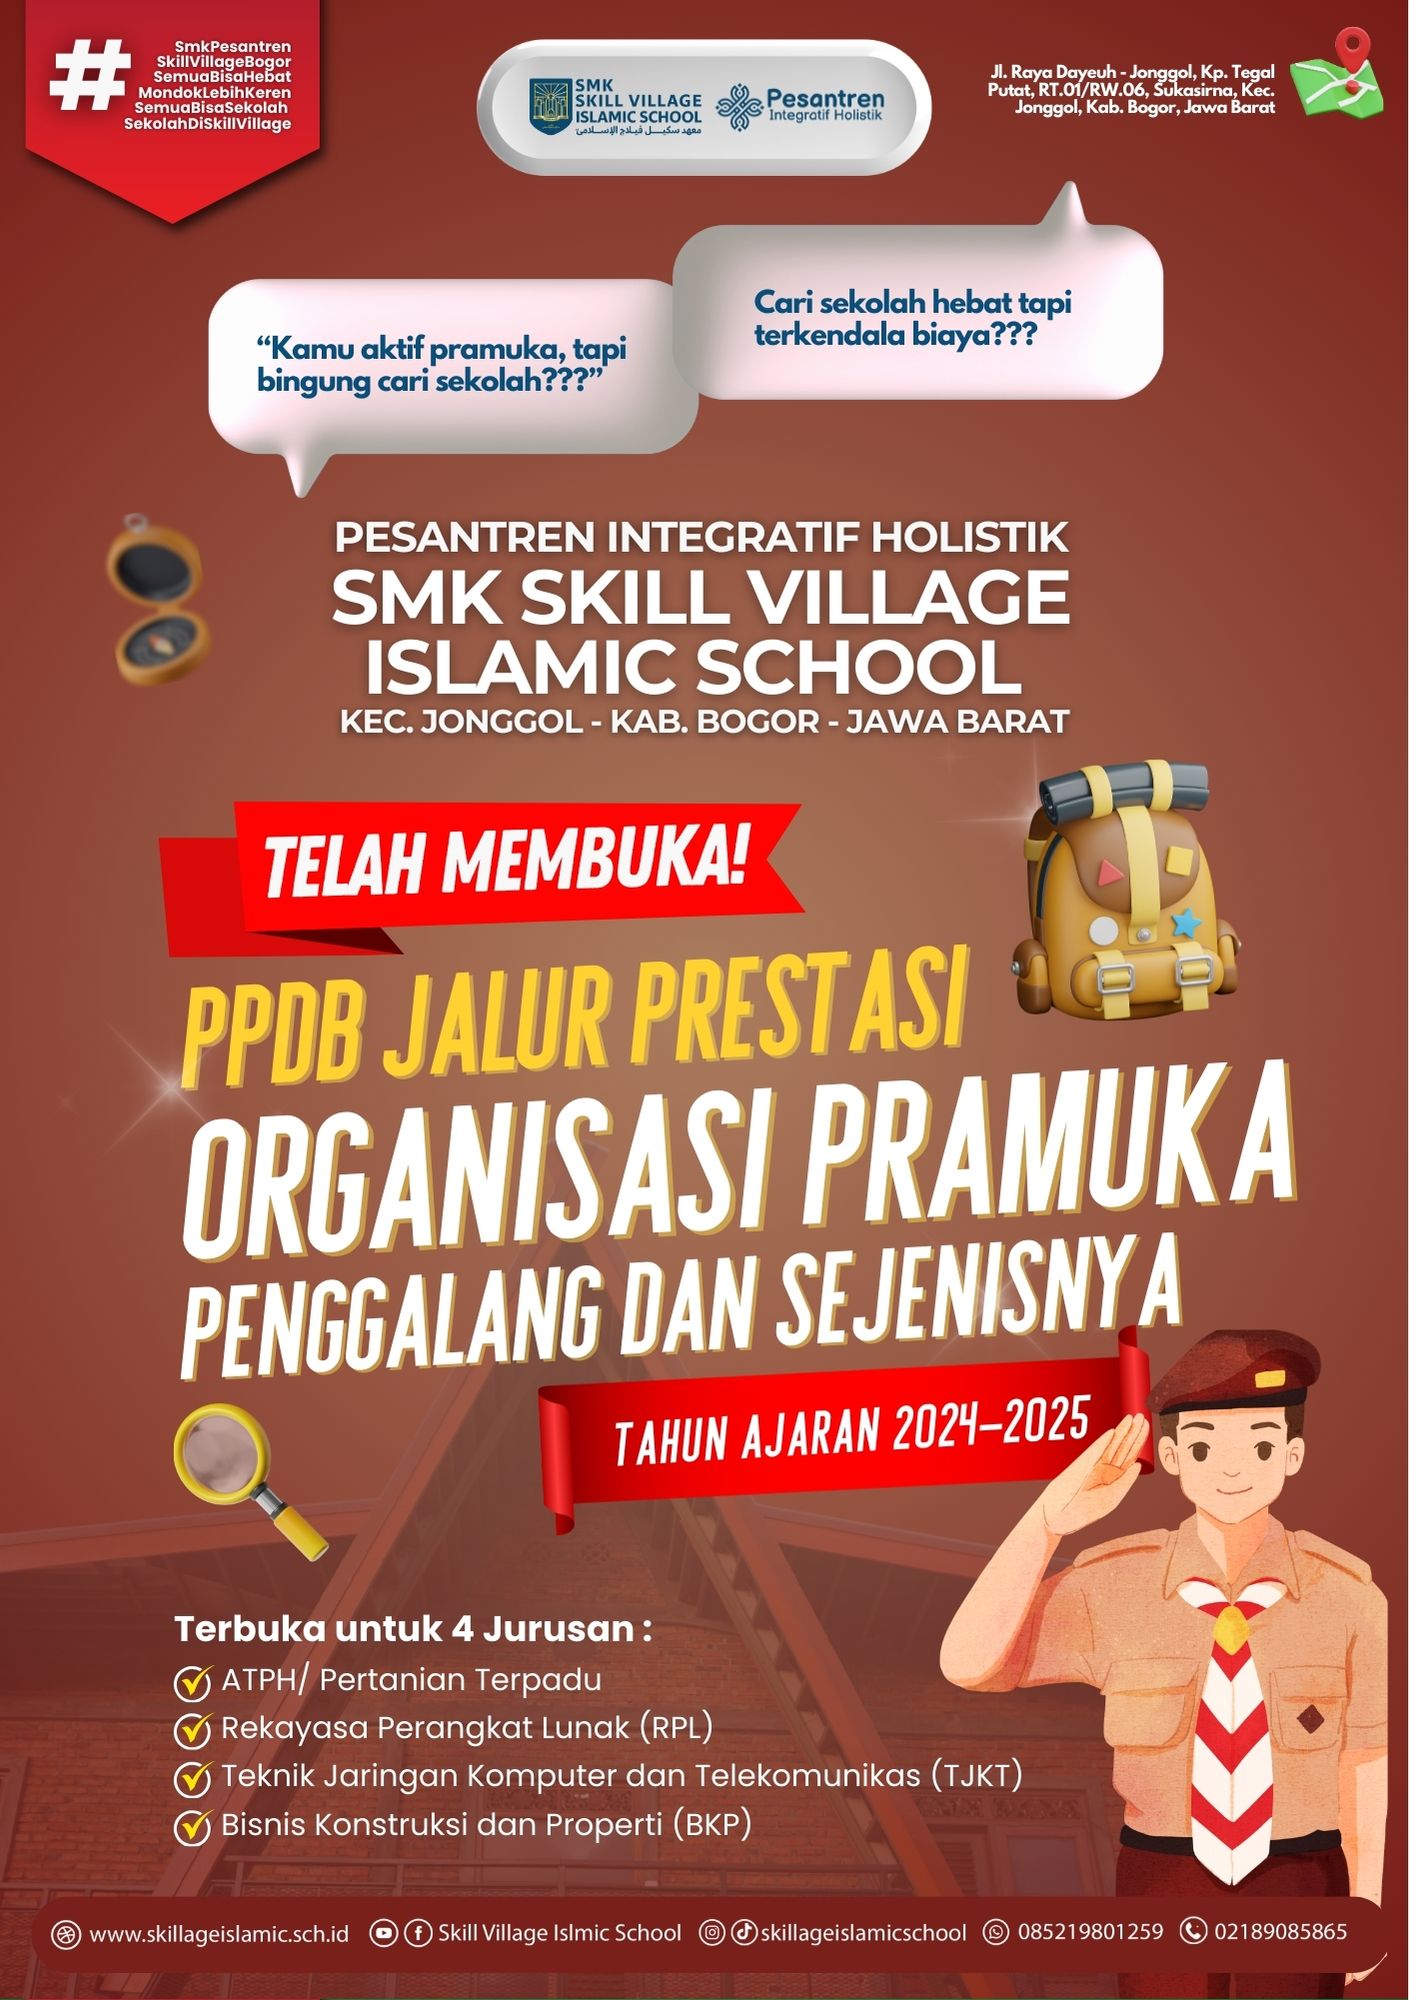 #
SmkPesantren
SkillVillageBogor
SemuaBisaHebat
MondokLebihKeren
SemuaBisaSekolah
SekolahDiSkillVillage
SMK
SKILL VILLAGE
ISLAMIC SCHOOL
معهد سكيل فيلاج الإسلامي
Pesantren
Integratif Holistik
Jl. Raya Dayeuh - Jonggol, Kp. Tegal
Putat, RT.01/RW.06, Sukasirna, Kec.
Jonggol, Kab. Bogor, Jawa Barat
“Kamu aktif pramuka, tapi
bingung cari sekolah???”
Cari sekolah hebat tapi
terkendala biaya???
PESANTREN INTEGRATIF HOLISTIK
SMK SKILL VILLAGE
ISLAMIC SCHOOL
KEC. JONGGOL - KAB. BOGOR - JAWA BARAT
TELAH MEMBUKA!
PPDB JALUR PRESTASI
ORGANISASI PRAMUKA
PENGGALANG DAN SEJENISNYA
TAHUN AJARAN 2024-2025
Terbuka untuk 4 Jurusan :
ATPH/ Pertanian Terpadu
Rekayasa Perangkat Lunak (RPL)
Teknik Jaringan Komputer dan Telekomunikas (TJKT)
Bisnis Konstruksi dan Properti (BKP)
www.skillageislamic.sch.id Skill Village Islmic School skillageislamicschool 085219801259 02189085865